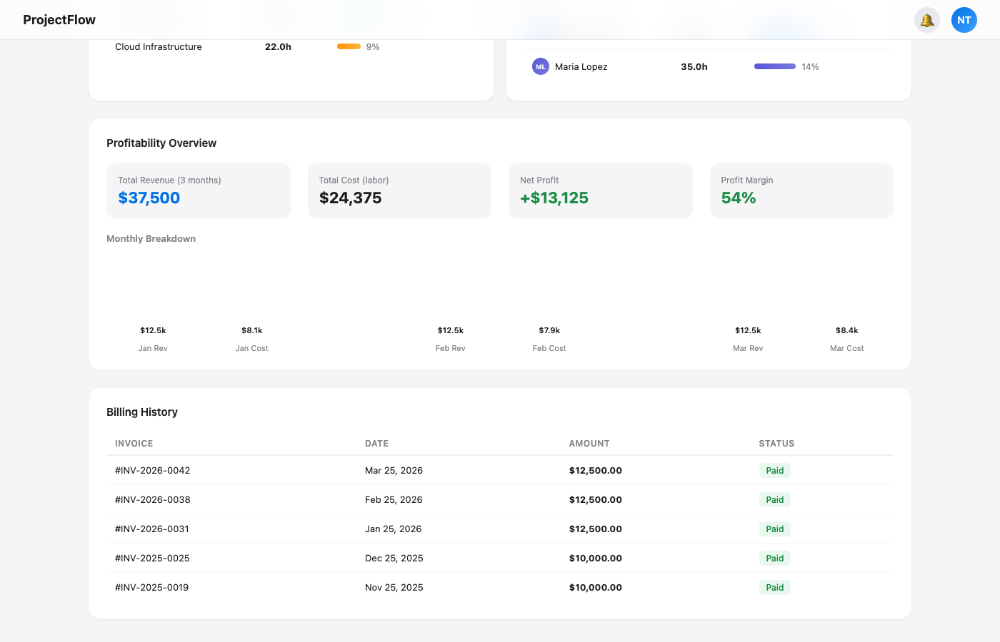 ProjectFlow
NT
Cloud Infrastructure 22.0h 9%
ML Maria Lopez 35.0h 14%
Profitability Overview
Total Revenue (3 months)
$37,500
Total Cost (labor)
$24,375
Net Profit
+$13,125
Profit Margin
54%
Monthly Breakdown
$12.5k $8.1k $12.5k $7.9k $12.5k $8.4k
Jan Rev Jan Cost Feb Rev Feb Cost Mar Rev Mar Cost
Billing History
INVOICE DATE AMOUNT STATUS
#INV-2026-0042 Mar 25, 2026 $12,500.00 Paid
#INV-2026-0038 Feb 25, 2026 $12,500.00 Paid
#INV-2026-0031 Jan 25, 2026 $12,500.00 Paid
#INV-2025-0025 Dec 25, 2025 $10,000.00 Paid
#INV-2025-0019 Nov 25, 2025 $10,000.00 Paid